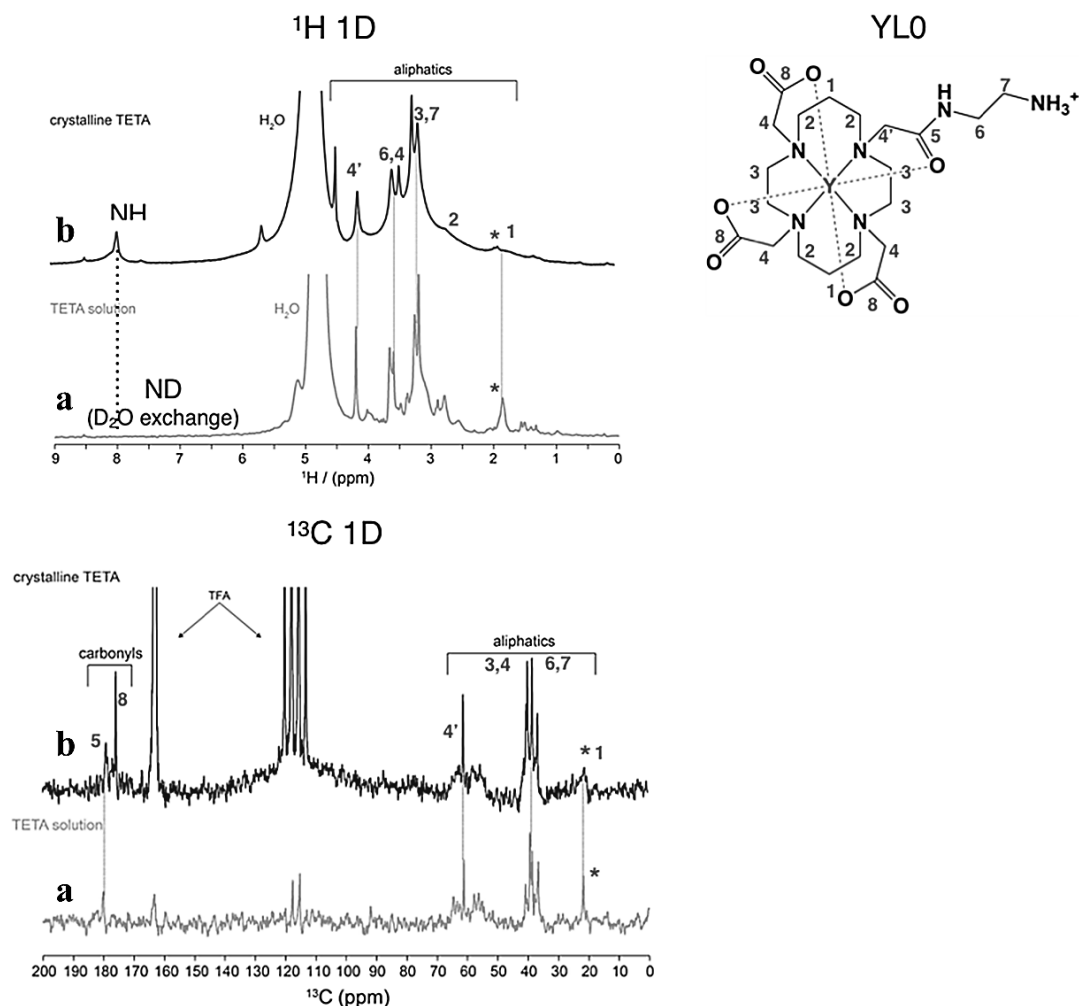 ¹H 1D
YL0
aliphatics
crystalline TETA
H₂O
3,7
6,4
4'
NH
2
* 1
b
TETA solution
H₂O
*
ND
(D₂O exchange)
a
9 8 7 6 5 4 3 2 1 0
¹H / (ppm)
O 8 O 1 H N 7 NH₃⁺
4 2 2 4' 5 6
N N O
3 3
Y
O 3 3
8 N N
O 4 2 2 4
1 O 8 O
¹³C 1D
crystalline TETA
TFA
carbonyls
aliphatics
3,4 6,7
8
5
4'
* 1
b
TETA solution
*
a
200 190 180 170 160 150 140 130 120 110 100 90 80 70 60 50 40 30 20 10 0
¹³C (ppm)